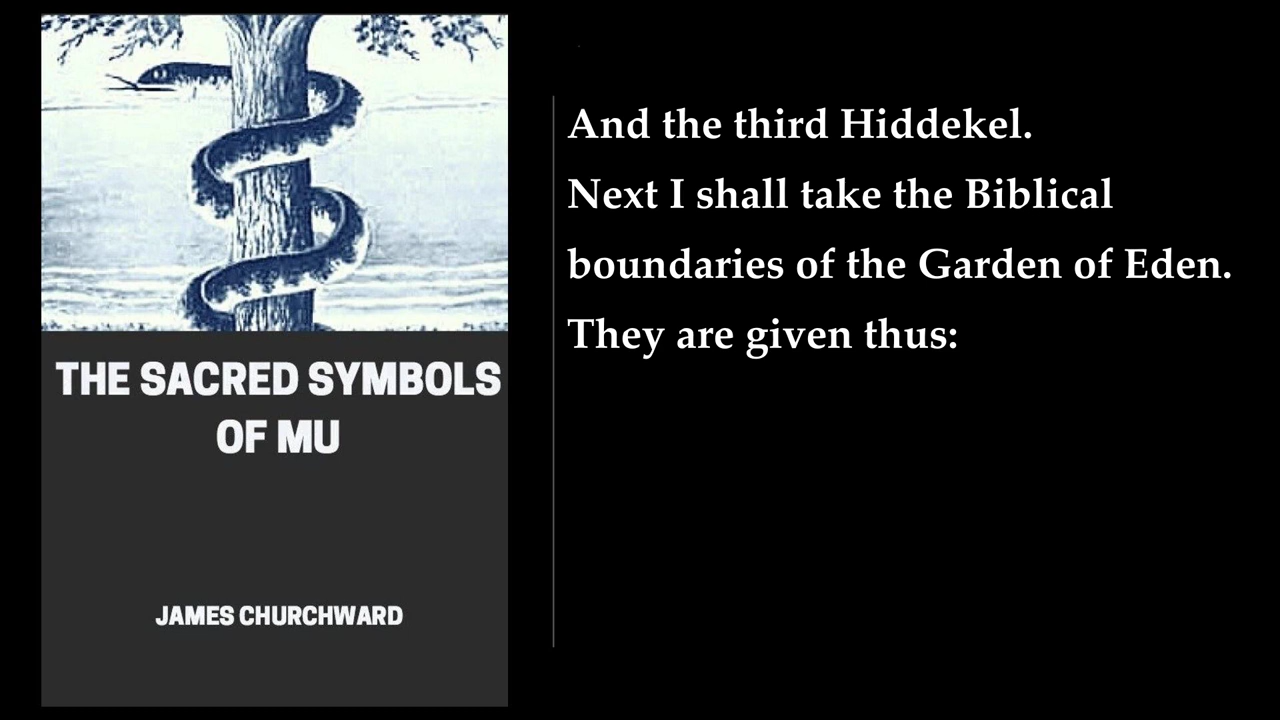 THE SACRED SYMBOLS
OF MU
JAMES CHURCHWARD
And the third Hiddekel.
Next I shall take the Biblical
boundaries of the Garden of Eden.
They are given thus: